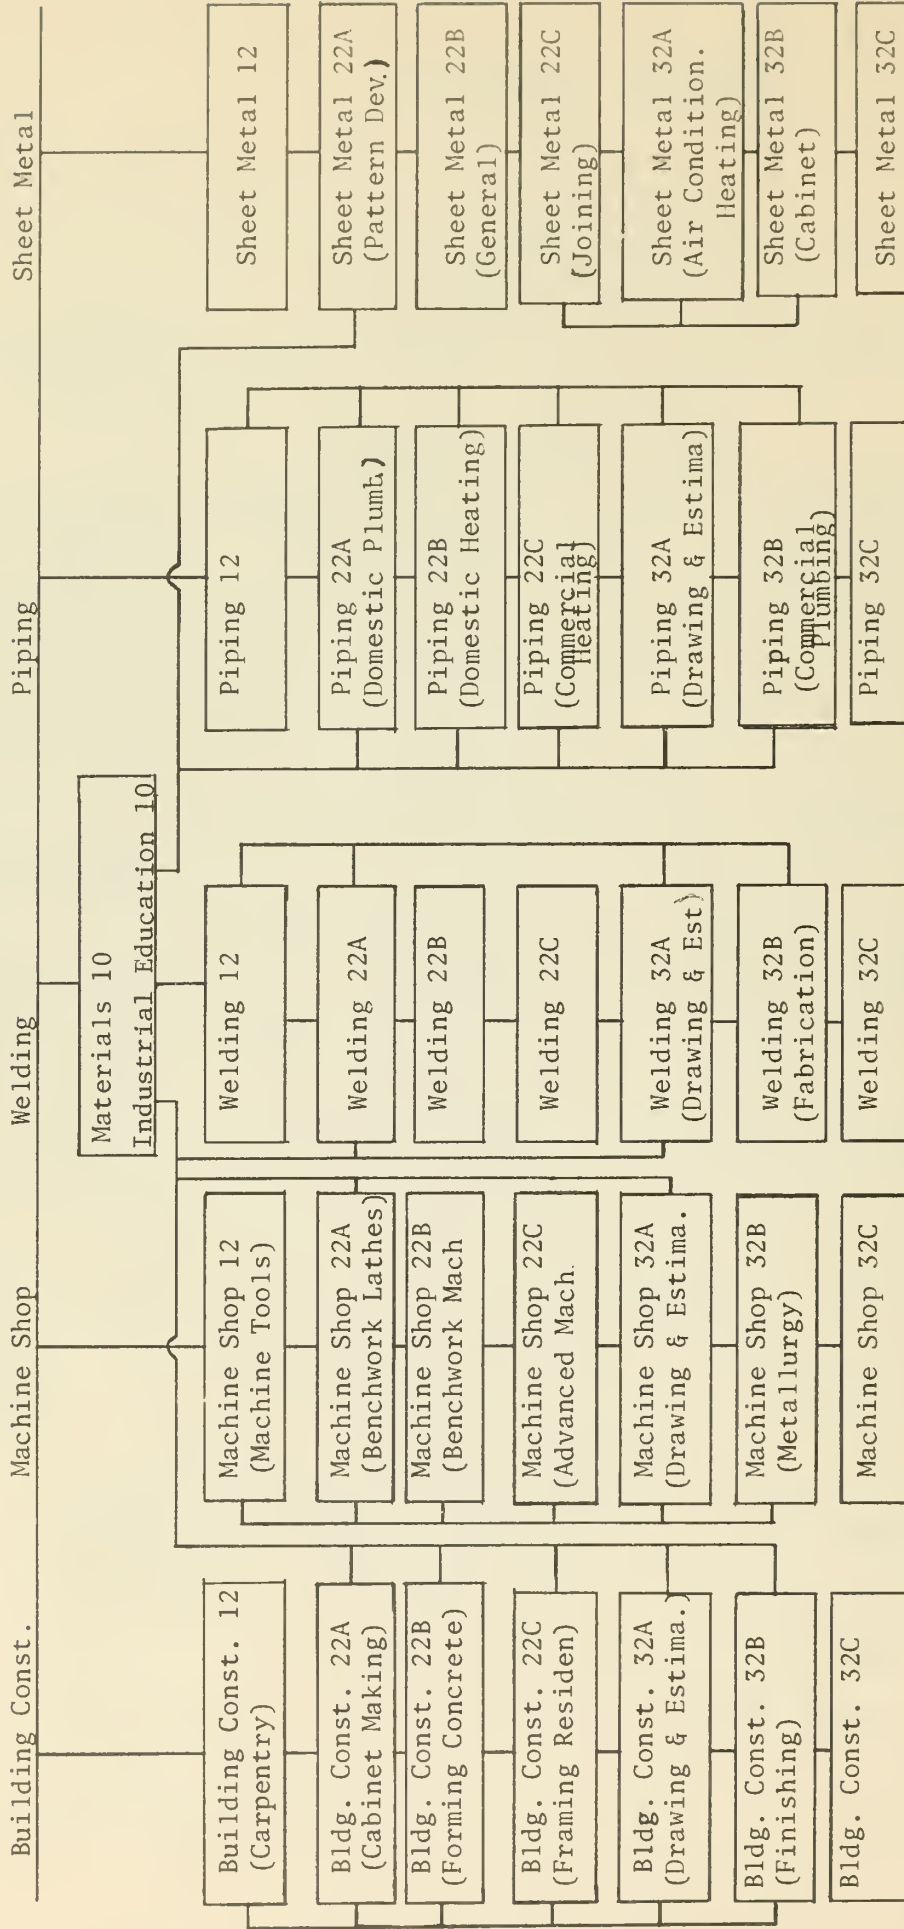 Building Const.
Machine Shop
Welding
Piping
Sheet Metal
Materials 10
Industrial Education 10
Building Const. 12
(Carpentry)
Bldg. Const. 22A
(Cabinet Making)
Bldg. Const. 22B
(Forming Concrete)
Bldg. Const. 22C
(Framing Residen)
Bldg. Const. 32A
(Drawing & Estima.)
Bldg. Const. 32B
(Finishing)
Bldg. Const. 32C
Machine Shop 12
(Machine Tools)
Machine Shop 22A
(Benchwork Lathes)
Machine Shop 22B
(Benchwork Mach
Machine Shop 22C
(Advanced Mach.
Machine Shop 32A
(Drawing & Estima.
Machine Shop 32B
(Metallurgy)
Machine Shop 32C
Welding 12
Welding 22A
Welding 22B
Welding 22C
Welding 32A
(Drawing & Est)
Welding 32B
(Fabrication)
Welding 32C
Piping 12
Piping 22A
(Domestic Plumb.)
Piping 22B
(Domestic Heating)
Piping 22C
(Commercial
Heating)
Piping 32A
(Drawing & Estima)
Piping 32B
(Commercial
Plumbing)
Piping 32C
Sheet Metal 12
Sheet Metal 22A
(Pattern Dev.)
Sheet Metal 22B
(General)
Sheet Metal 22C
(Joining)
Sheet Metal 32A
(Air Condition.
Heating)
Sheet Metal 32B
(Cabinet)
Sheet Metal 32C